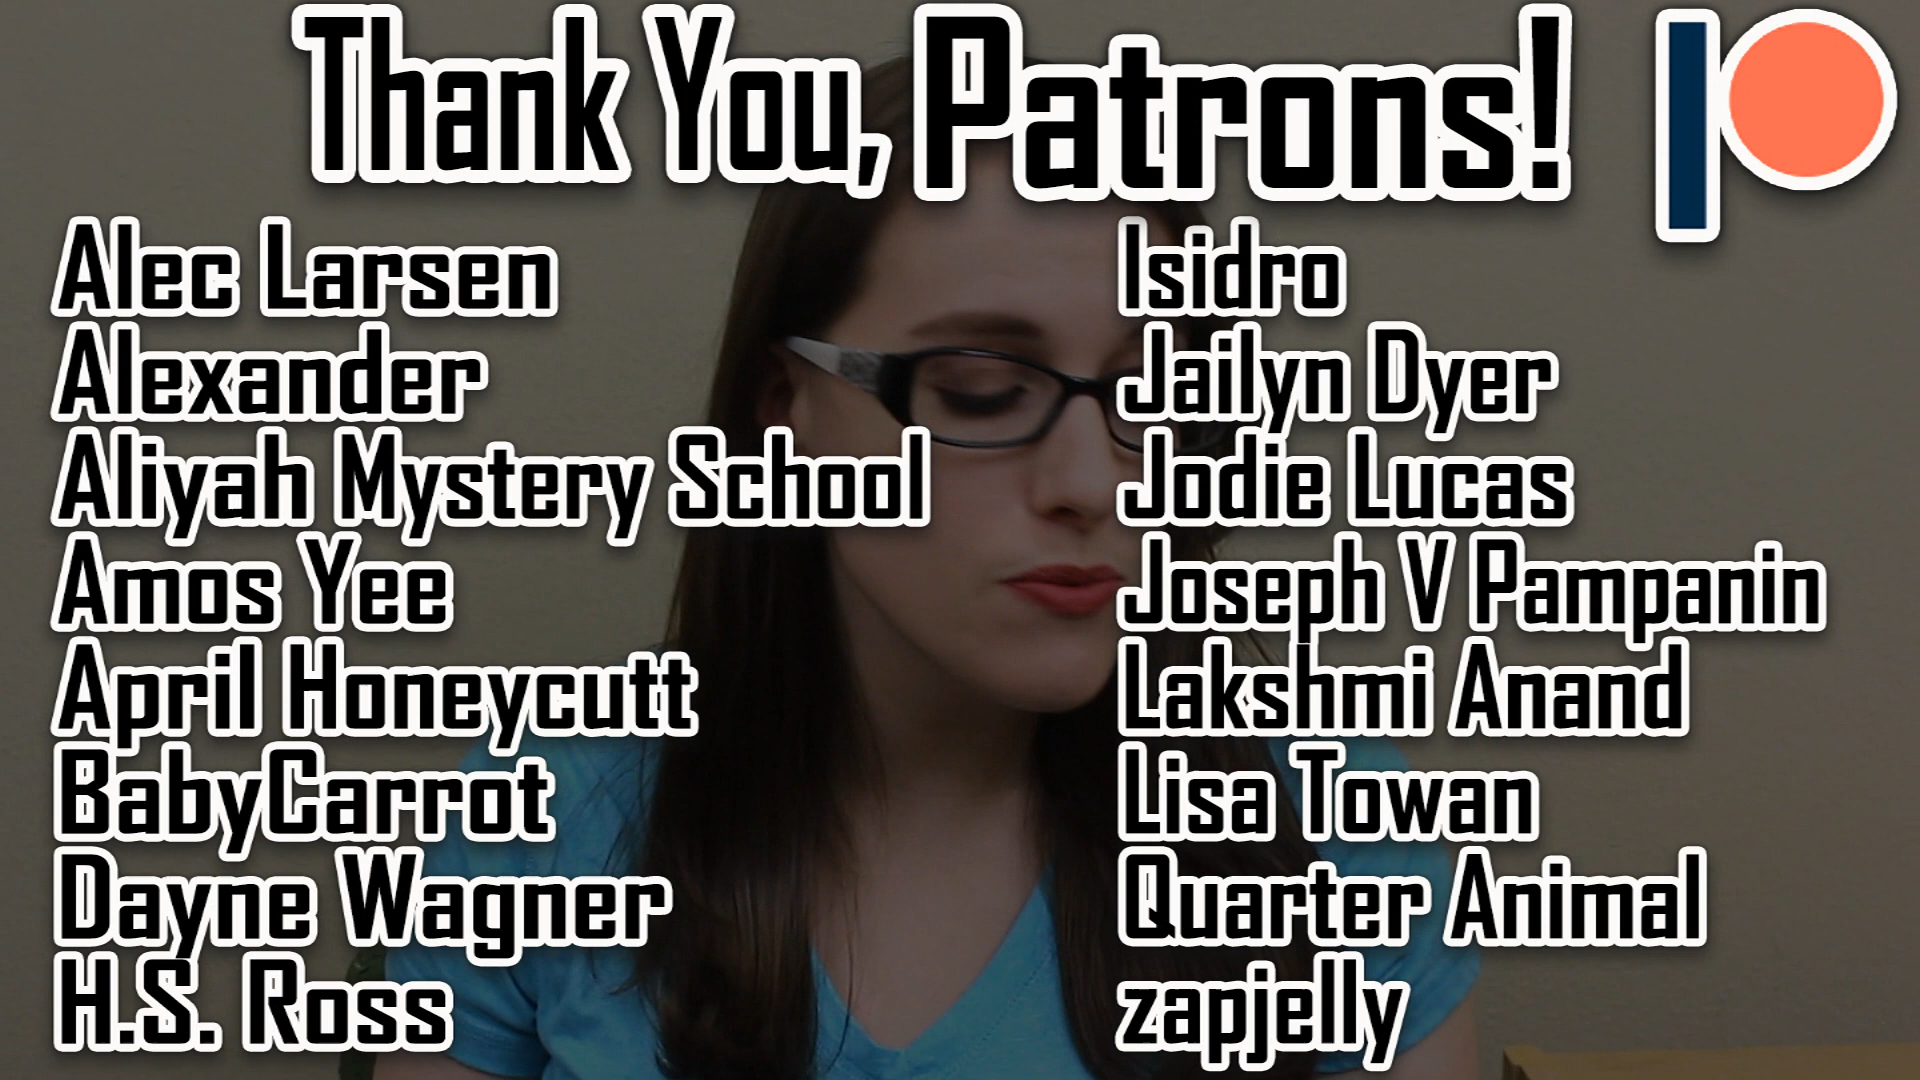 Thank You, Patrons!
Alec Larsen
Alexander
Aliyah Mystery School
Amos Yee
April Honeycutt
BabyCarrot
Dayne Wagner
H.S. Ross
Isidro
Jailyn Dyer
Jodie Lucas
Joseph V Pampanin
Lakshmi Anand
Lisa Towan
Quarter Animal
zapjelly